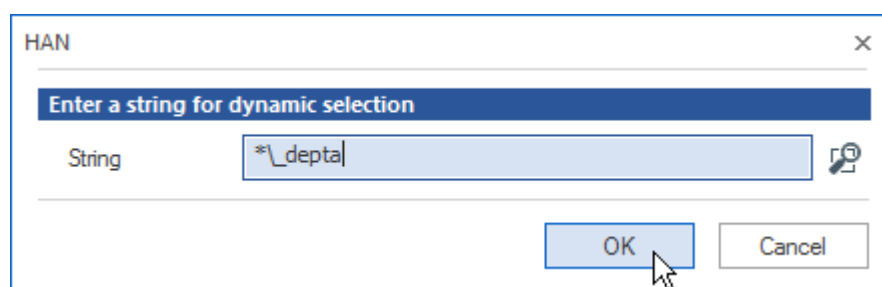 HAN
Enter a string for dynamic selection
String *\_depta
OK Cancel